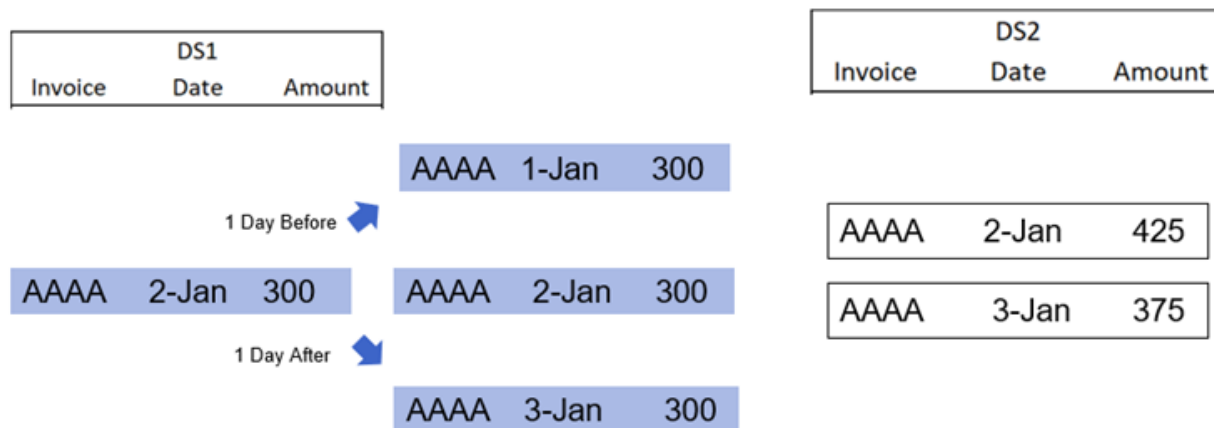 DS1
Invoice Date Amount
DS2
Invoice Date Amount
AAAA 1-Jan 300
1 Day Before
AAAA 2-Jan 425
AAAA 2-Jan 300
AAAA 2-Jan 300
AAAA 3-Jan 375
1 Day After
AAAA 3-Jan 300